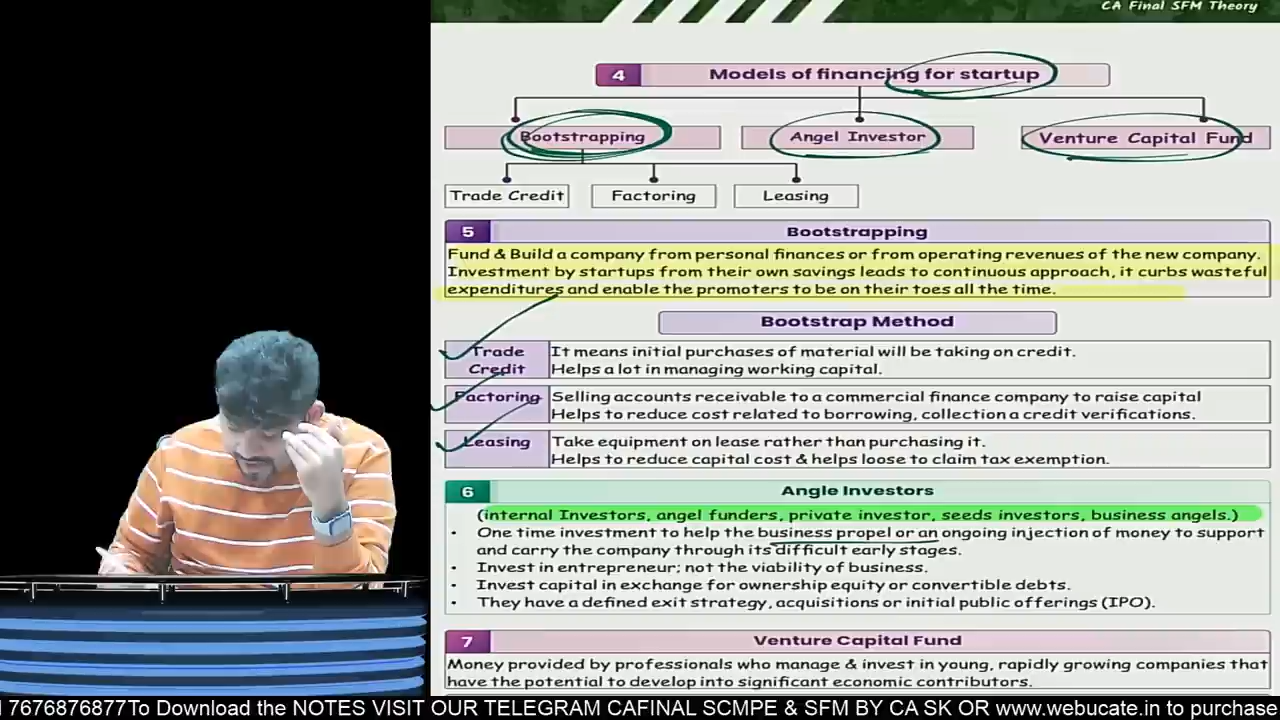 CA Final SFM Theory
4 Models of financing for startup
Bootstrapping Angel Investor Venture Capital Fund
Trade Credit Factoring Leasing
5 Bootstrapping
Fund & Build a company from personal finances or from operating revenues of the new company.
Investment by startups from their own savings leads to continuous approach, it curbs wasteful
expenditures and enable the promoters to be on their toes all the time.
Bootstrap Method
Trade It means initial purchases of material will be taking on credit.
Credit Helps a lot in managing working capital.
Factoring Selling accounts receivable to a commercial finance company to raise capital
Helps to reduce cost related to borrowing, collection a credit verifications.
Leasing Take equipment on lease rather than purchasing it.
Helps to reduce capital cost & helps loose to claim tax exemption.
6 Angle Investors
(internal Investors, angel funders, private investor, seeds investors, business angels.)
• One time investment to help the business propel or an ongoing injection of money to support
and carry the company through its difficult early stages.
• Invest in entrepreneur; not the viability of business.
• Invest capital in exchange for ownership equity or convertible debts.
• They have a defined exit strategy, acquisitions or initial public offerings (IPO).
7 Venture Capital Fund
Money provided by professionals who manage & invest in young, rapidly growing companies that
have the potential to develop into significant economic contributors.
7676876877To Download the NOTES VISIT OUR TELEGRAM CAFINAL SCMPE & SFM BY CA SK OR www.webucate.in to purchase